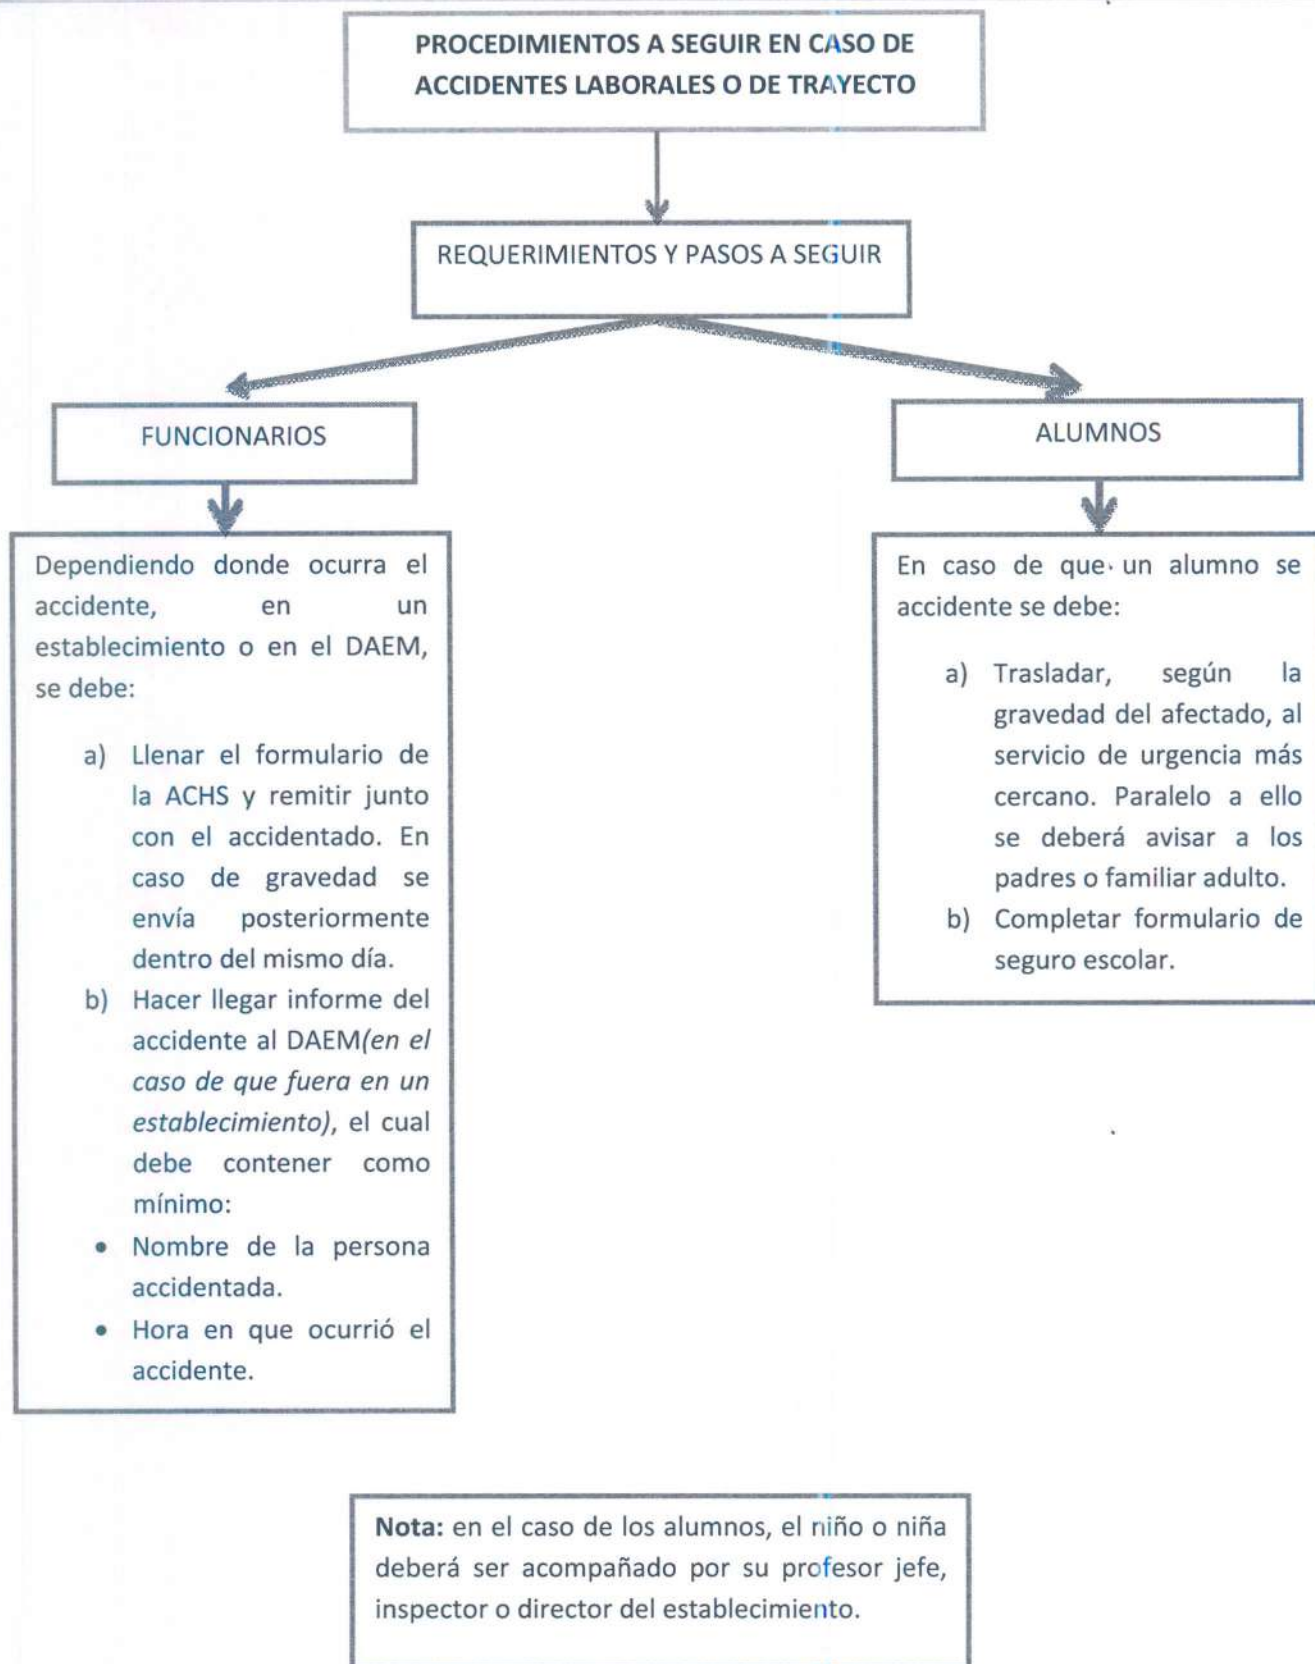 PROCEDIMIENTOS A SEGUIR EN CASO DE
ACCIDENTES LABORALES O DE TRAYECTO
REQUERIMIENTOS Y PASOS A SEGUIR
FUNCIONARIOS
Dependiendo donde ocurra el
accidente, en un
establecimiento o en el DAEM,
se debe:
a) Llenar el formulario de
la ACHS y remitir junto
con el accidentado. En
caso de gravedad se
envía posteriormente
dentro del mismo día.
b) Hacer llegar informe del
accidente al DAEM(en el
caso de que fuera en un
establecimiento), el cual
debe contener como
mínimo:
• Nombre de la persona
accidentada.
• Hora en que ocurrió el
accidente.
ALUMNOS
En caso de que un alumno se
accidente se debe:
a) Trasladar, según la
gravedad del afectado, al
servicio de urgencia más
cercano. Paralelo a ello
se deberá avisar a los
padres o familiar adulto.
b) Completar formulario de
seguro escolar.
Nota: en el caso de los alumnos, el niño o niña
deberá ser acompañado por su profesor jefe,
inspector o director del establecimiento.